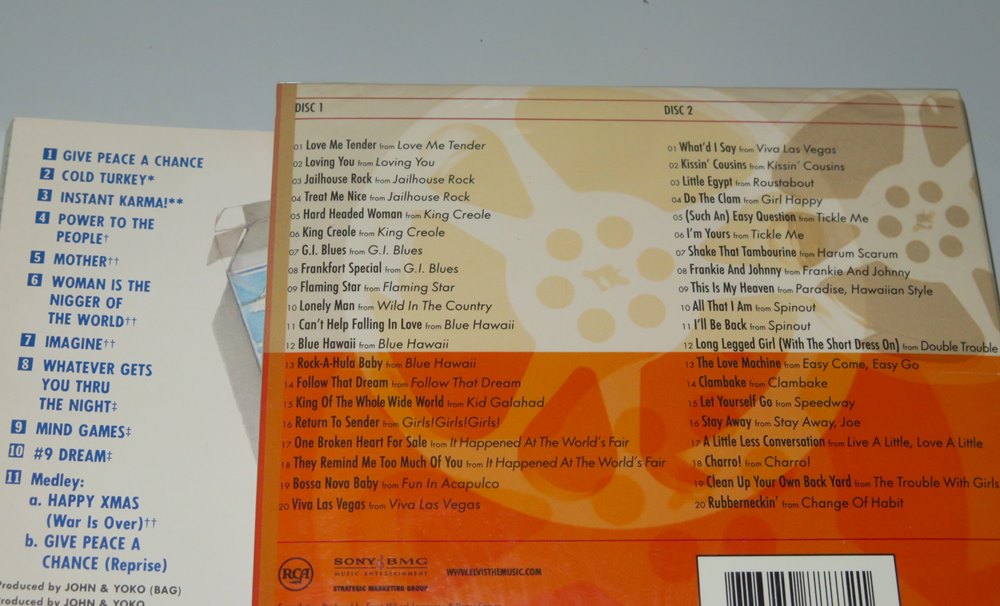 1 GIVE PEACE A CHANCE
2 COLD TURKEY*
3 INSTANT KARMA!**
4 POWER TO THE
PEOPLE†
5 MOTHER††
6 WOMAN IS THE
NIGGER OF
THE WORLD††
7 IMAGINE††
8 WHATEVER GETS
YOU THRU
THE NIGHT‡
9 MIND GAMES‡
10 #9 DREAM‡
11 Medley:
a. HAPPY XMAS
(War Is Over)††
b. GIVE PEACE A
CHANCE (Reprise)
Produced by JOHN & YOKO (BAG)
Produced by JOHN & YOKO
DISC 1
01 Love Me Tender from Love Me Tender
02 Loving You from Loving You
03 Jailhouse Rock from Jailhouse Rock
04 Treat Me Nice from Jailhouse Rock
05 Hard Headed Woman from King Creole
06 King Creole from King Creole
07 G.I. Blues from G.I. Blues
08 Frankfort Special from G.I. Blues
09 Flaming Star from Flaming Star
10 Lonely Man from Wild In The Country
11 Can't Help Falling In Love from Blue Hawaii
12 Blue Hawaii from Blue Hawaii
13 Rock-A-Hula Baby from Blue Hawaii
14 Follow That Dream from Follow That Dream
15 King Of The Whole Wide World from Kid Galahad
16 Return To Sender from Girls!Girls!Girls!
17 One Broken Heart For Sale from It Happened At The World's Fair
18 They Remind Me Too Much Of You from It Happened At The World's Fair
19 Bossa Nova Baby from Fun In Acapulco
20 Viva Las Vegas from Viva Las Vegas
DISC 2
01 What'd I Say from Viva Las Vegas
02 Kissin' Cousins from Kissin' Cousins
03 Little Egypt from Roustabout
04 Do The Clam from Girl Happy
05 (Such An) Easy Question from Tickle Me
06 I'm Yours from Tickle Me
07 Shake That Tambourine from Harum Scarum
08 Frankie And Johnny from Frankie And Johnny
09 This Is My Heaven from Paradise, Hawaiian Style
10 All That I Am from Spinout
11 I'll Be Back from Spinout
12 Long Legged Girl (With The Short Dress On) from Double Trouble
13 The Love Machine from Easy Come, Easy Go
14 Clambake from Clambake
15 Let Yourself Go from Speedway
16 Stay Away from Stay Away, Joe
17 A Little Less Conversation from Live A Little, Love A Little
18 Charro! from Charro!
19 Clean Up Your Own Back Yard from The Trouble With Girls
20 Rubberneckin' from Change Of Habit
RCA
SONY BMG
MUSIC ENTERTAINMENT
STRATEGIC MARKETING GROUP
WWW.ELVISTHEMUSIC.COM